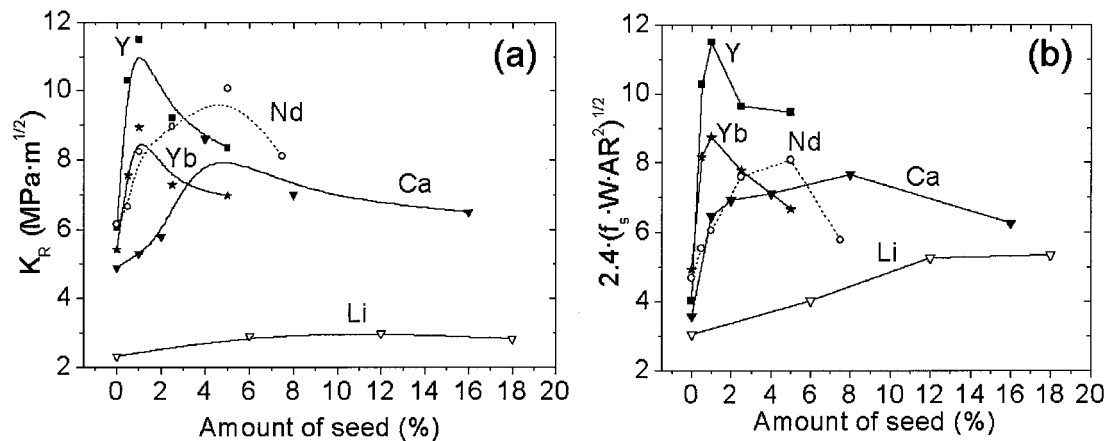 (a)
K_R (MPa·m^1/2)
12
10
8
6
4
2
Y
Nd
Yb
Ca
Li
0 2 4 6 8 10 12 14 16 18 20
Amount of seed (%)
(b)
2.4·(f_s·W·AR²)^1/2
12
10
8
6
4
2
Y
Yb
Nd
Ca
Li
0 2 4 6 8 10 12 14 16 18 20
Amount of seed (%)